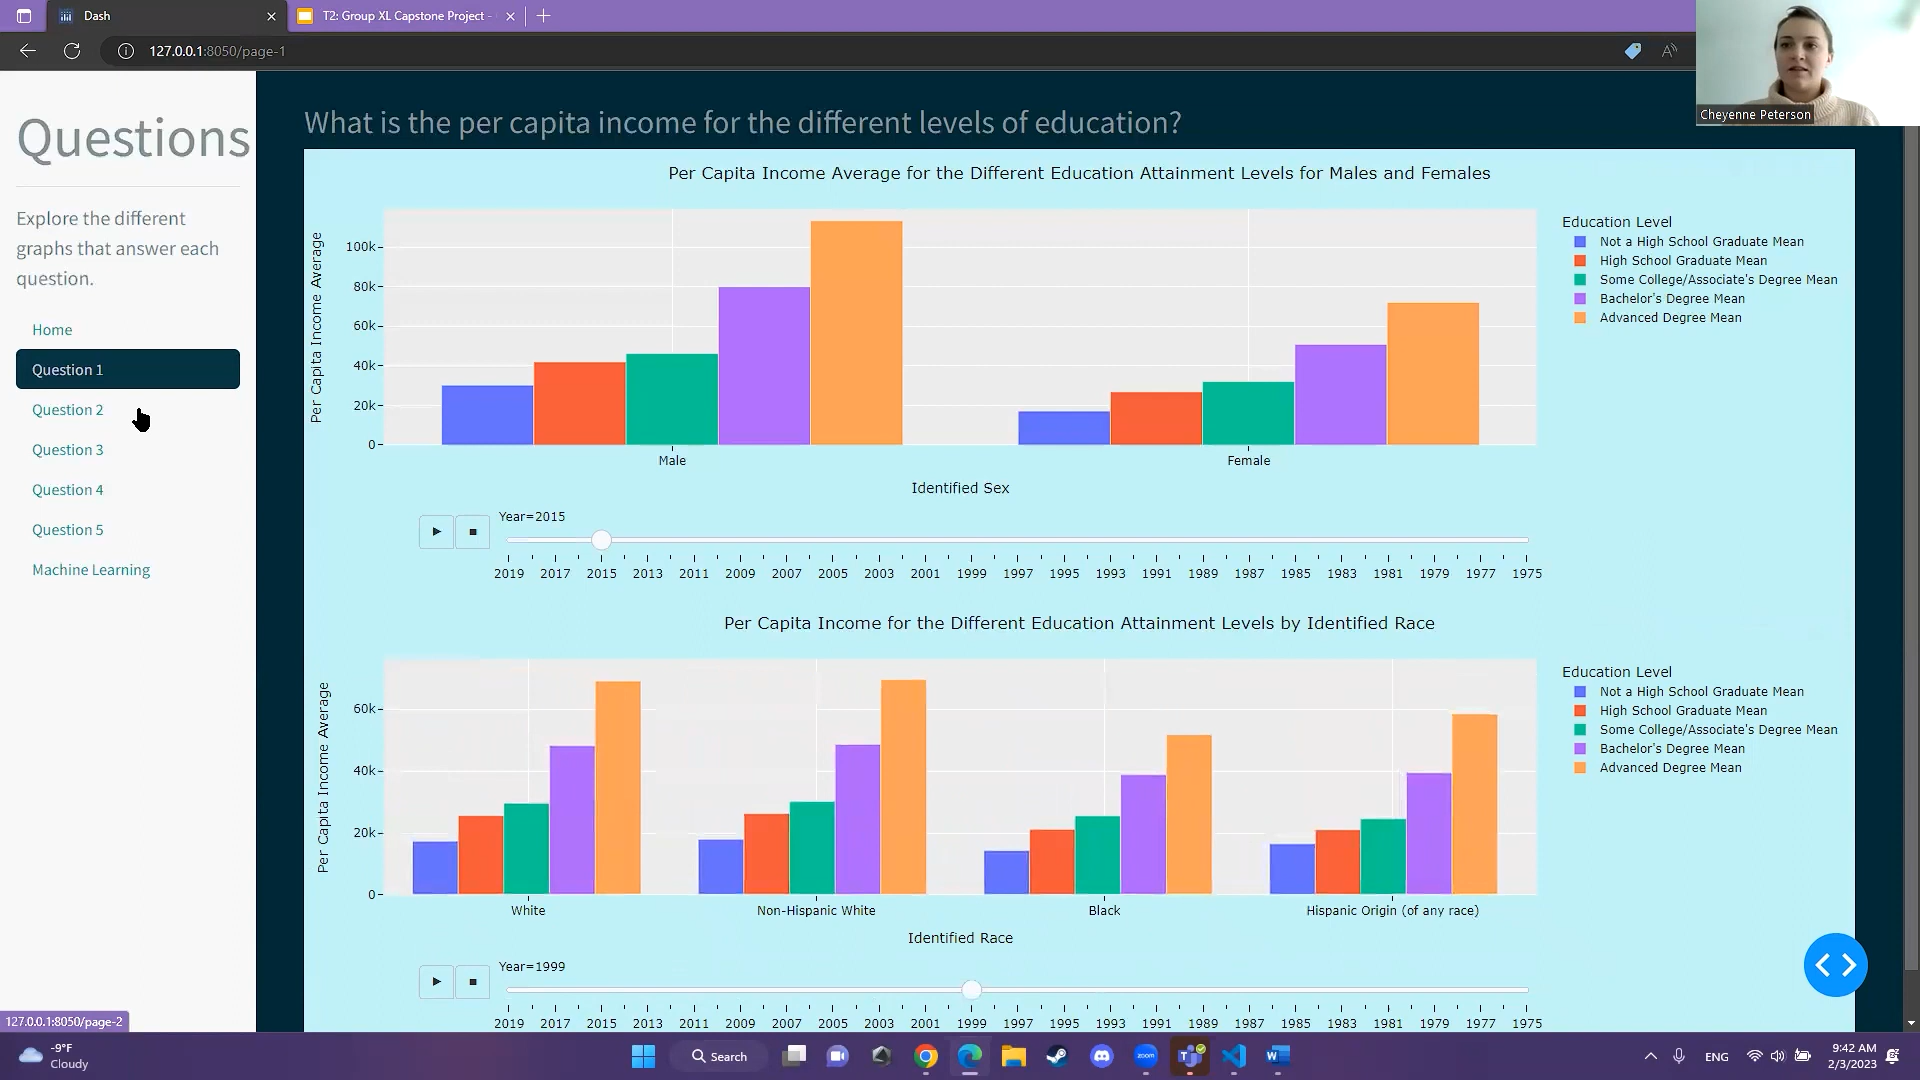 Dash
T2: Group XL Capstone Project -
127.0.0.1:8050/page-1
Cheyenne Peterson
Questions
Explore the different
graphs that answer each
question.
Home
Question 1
Question 2
Question 3
Question 4
Question 5
Machine Learning
What is the per capita income for the different levels of education?
Per Capita Income Average for the Different Education Attainment Levels for Males and Females
Per Capita Income Average
100k
80k
60k
40k
20k
0
Male Female
Identified Sex
Education Level
Not a High School Graduate Mean
High School Graduate Mean
Some College/Associate's Degree Mean
Bachelor's Degree Mean
Advanced Degree Mean
Year=2015
2019 2017 2015 2013 2011 2009 2007 2005 2003 2001 1999 1997 1995 1993 1991 1989 1987 1985 1983 1981 1979 1977 1975
Per Capita Income for the Different Education Attainment Levels by Identified Race
Per Capita Income Average
60k
40k
20k
0
White Non-Hispanic White Black Hispanic Origin (of any race)
Identified Race
Education Level
Not a High School Graduate Mean
High School Graduate Mean
Some College/Associate's Degree Mean
Bachelor's Degree Mean
Advanced Degree Mean
Year=1999
2019 2017 2015 2013 2011 2009 2007 2005 2003 2001 1999 1997 1995 1993 1991 1989 1987 1985 1983 1981 1979 1977 1975
127.0.0.1:8050/page-2
-9°F
Cloudy
Search
zoom
ENG
9:42 AM
2/3/2023